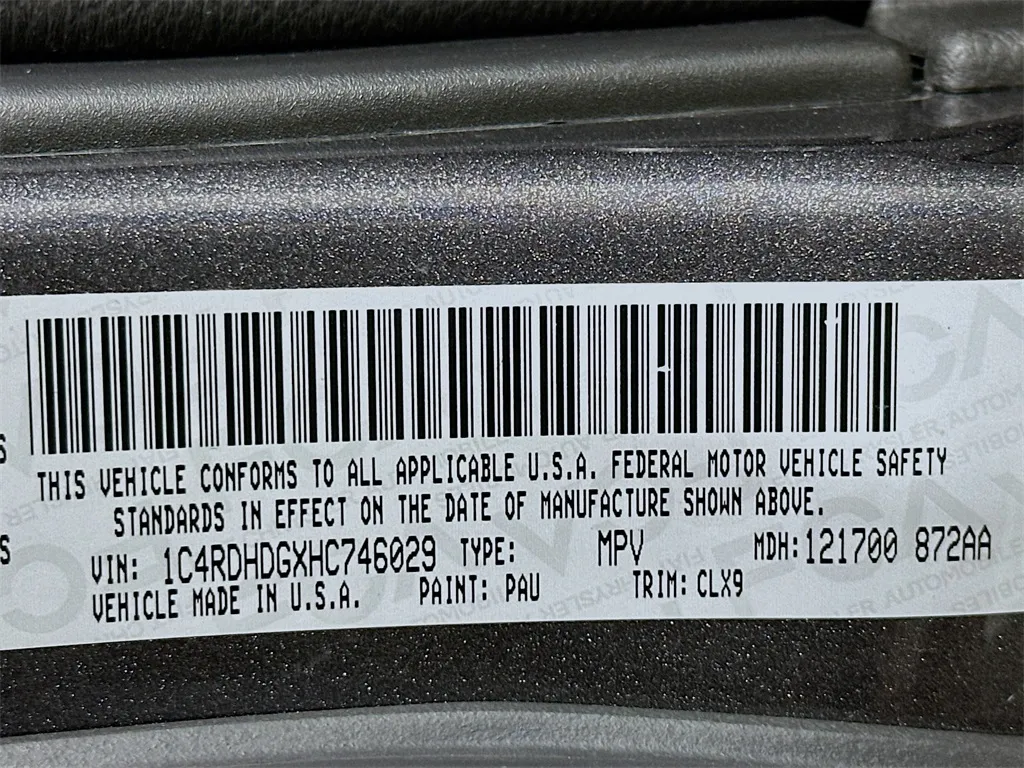 THIS VEHICLE CONFORMS TO ALL APPLICABLE U.S.A. FEDERAL MOTOR VEHICLE SAFETY
STANDARDS IN EFFECT ON THE DATE OF MANUFACTURE SHOWN ABOVE.
VIN: 1C4RDHDGXHC746029 TYPE: MPV MDH: 121700 872AA
VEHICLE MADE IN U.S.A. PAINT: PAU TRIM: CLX9